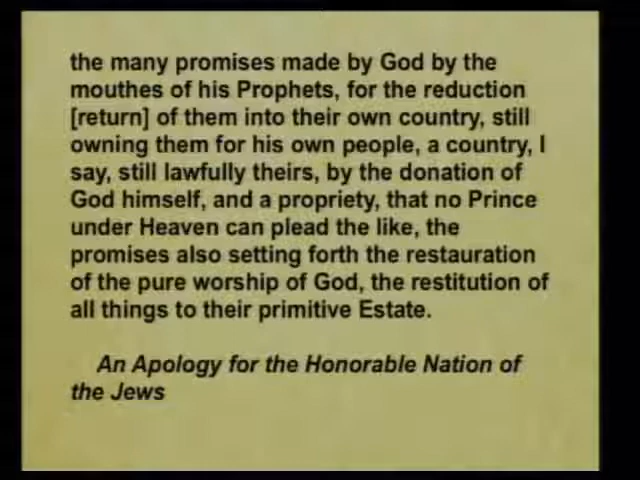 the many promises made by God by the
mouthes of his Prophets, for the reduction
[return] of them into their own country, still
owning them for his own people, a country, I
say, still lawfully theirs, by the donation of
God himself, and a propriety, that no Prince
under Heaven can plead the like, the
promises also setting forth the restauration
of the pure worship of God, the restitution of
all things to their primitive Estate.
An Apology for the Honorable Nation of
the Jews